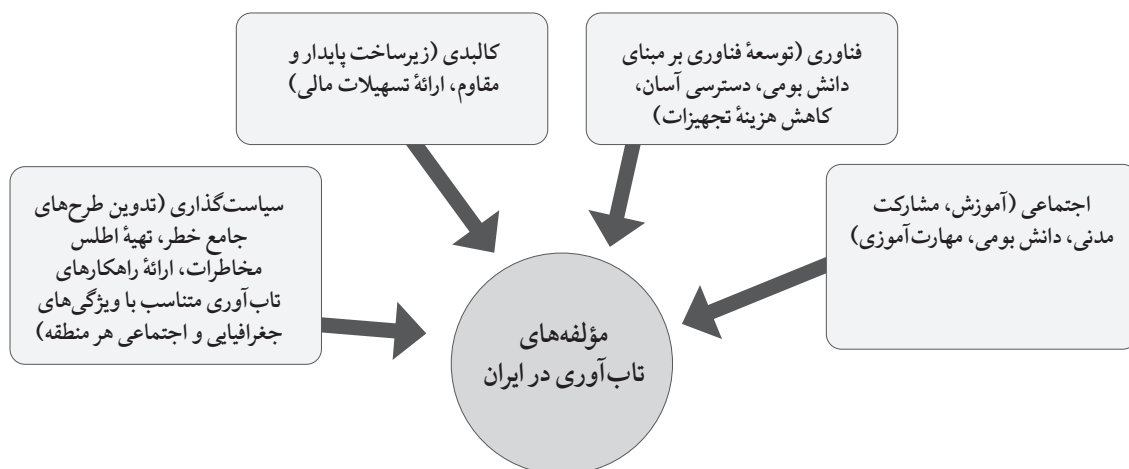 فناوری (توسعهٔ فناوری بر مبنای
دانش بومی، دسترسی آسان،
کاهش هزینهٔ تجهیزات)
کالبدی (زیرساخت پایدار و
مقاوم، ارائهٔ تسهیلات مالی)
اجتماعی (آموزش، مشارکت
مدنی، دانش بومی، مهارت‌آموزی)
سیاست‌گذاری (تدوین طرح‌های
جامع خطر، تهیهٔ اطلس
مخاطرات، ارائهٔ راهکارهای
تاب‌آوری متناسب با ویژگی‌های
جغرافیایی و اجتماعی هر منطقه)
مؤلفه‌های
تاب‌آوری در ایران